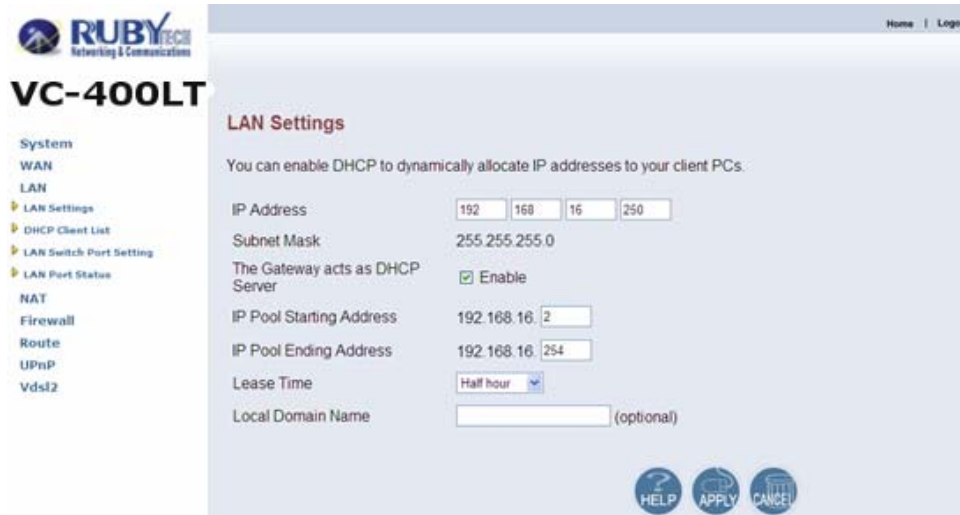 RUBYTECH
Networking & Communications
Home | Logo
VC-400LT
System
WAN
LAN
LAN Settings
DHCP Client List
LAN Switch Port Setting
LAN Port Status
NAT
Firewall
Route
UPnP
Vdsl2
LAN Settings
You can enable DHCP to dynamically allocate IP addresses to your client PCs.
IP Address 192 168 16 250
Subnet Mask 255.255.255.0
The Gateway acts as DHCP Server Enable
IP Pool Starting Address 192.168.16. 2
IP Pool Ending Address 192.168.16. 254
Lease Time Half hour
Local Domain Name (optional)
HELP APPLY CANCEL